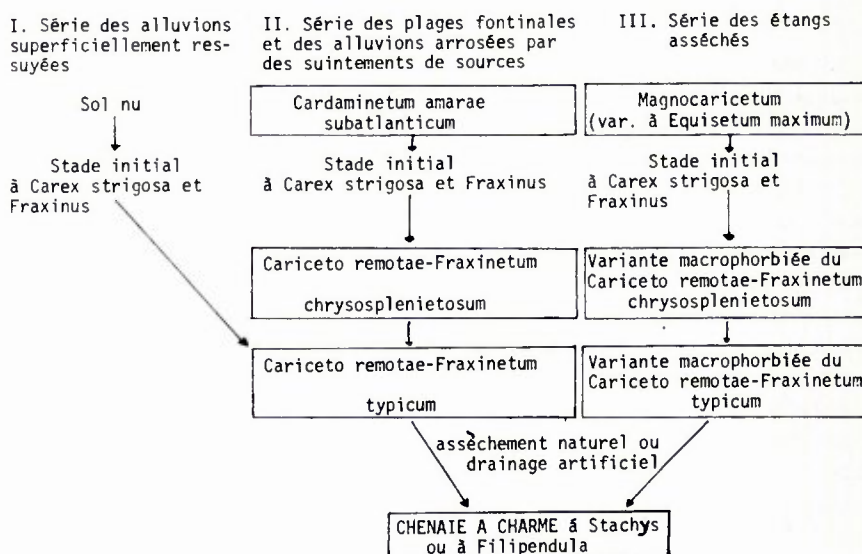 I. Série des alluvions
superficiellement res-
suyées
Sol nu
Stade initial
à Carex strigosa et
Fraxinus
II. Série des plages fontinales
et des alluvions arrosées par
des suintements de sources
Cardaminetum amarae
subatlanticum
Stade initial
à Carex strigosa et Fraxinus
Cariceto remotae-Fraxinetum
chrysosplenietosum
Cariceto remotae-Fraxinetum
typicum
III. Série des étangs
asséchés
Magnocaricetum
(var. à Equisetum maximum)
Stade initial
à Carex strigosa et
Fraxinus
Variante macrophorbiée du
Cariceto remotae-Fraxinetum
chrysosplenietosum
Variante macrophorbiée du
Cariceto remotae-Fraxinetum
typicum
assèchement naturel ou
drainage artificiel
CHENAIE A CHARME á Stachys
ou à Filipendula